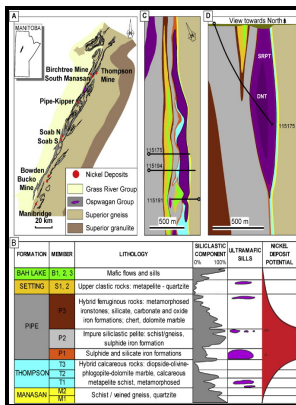 MANITOBA
A
Birchtree Mine
South Manasan
Thompson
Mine
Pipe-Kipper
Soab N
Soab S
Bowden
Bucko
Mine
Manibridge
20 km
Nickel Deposits
Grass River Group
Ospwagan Group
Superior gneiss
Superior granulite
C
115175
115184
115191
500 m
D
View towards North
SRPT
DNT
115175
500 m
B
FORMATION
MEMBER
LITHOLOGY
SILICLASTIC
COMPONENT
0% 100%
ULTRAMAFIC
SILLS
NICKEL
DEPOSIT
POTENTIAL
BAH LAKE
B1, 2, 3
Mafic flows and sills
SETTING
S1, 2
Upper clastic rocks: metapelite - quartzite
PIPE
P3
Hybrid ferruginous rocks: metamorphosed
ironstones; silicate, carbonate and oxide
iron formations; chert, dolomite marble
P2
Impure siliclastic pelite: schist/gneiss,
sulphide iron formation
P1
Sulphide and silicate iron formations
THOMPSON
T3
T2
T1
Hybrid calcareous rocks: diopside-olivine-
phlogopite-dolomite marble, calcareous
metapelite schist, metamorphosed
MANASAN
M2
M1
Schist / veined gneiss, quartzite